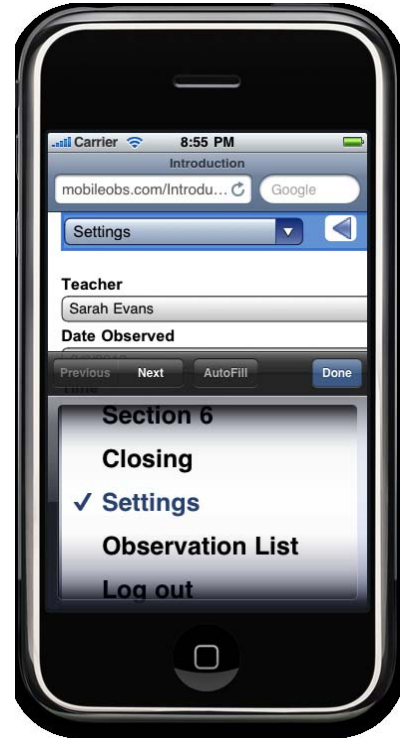 Carrier 8:55 PM
Introduction
mobileobs.com/Introdu... Google
Settings
Teacher
Sarah Evans
Date Observed
Previous Next AutoFill Done
Time
Section 6
Closing
✓ Settings
Observation List
Log out